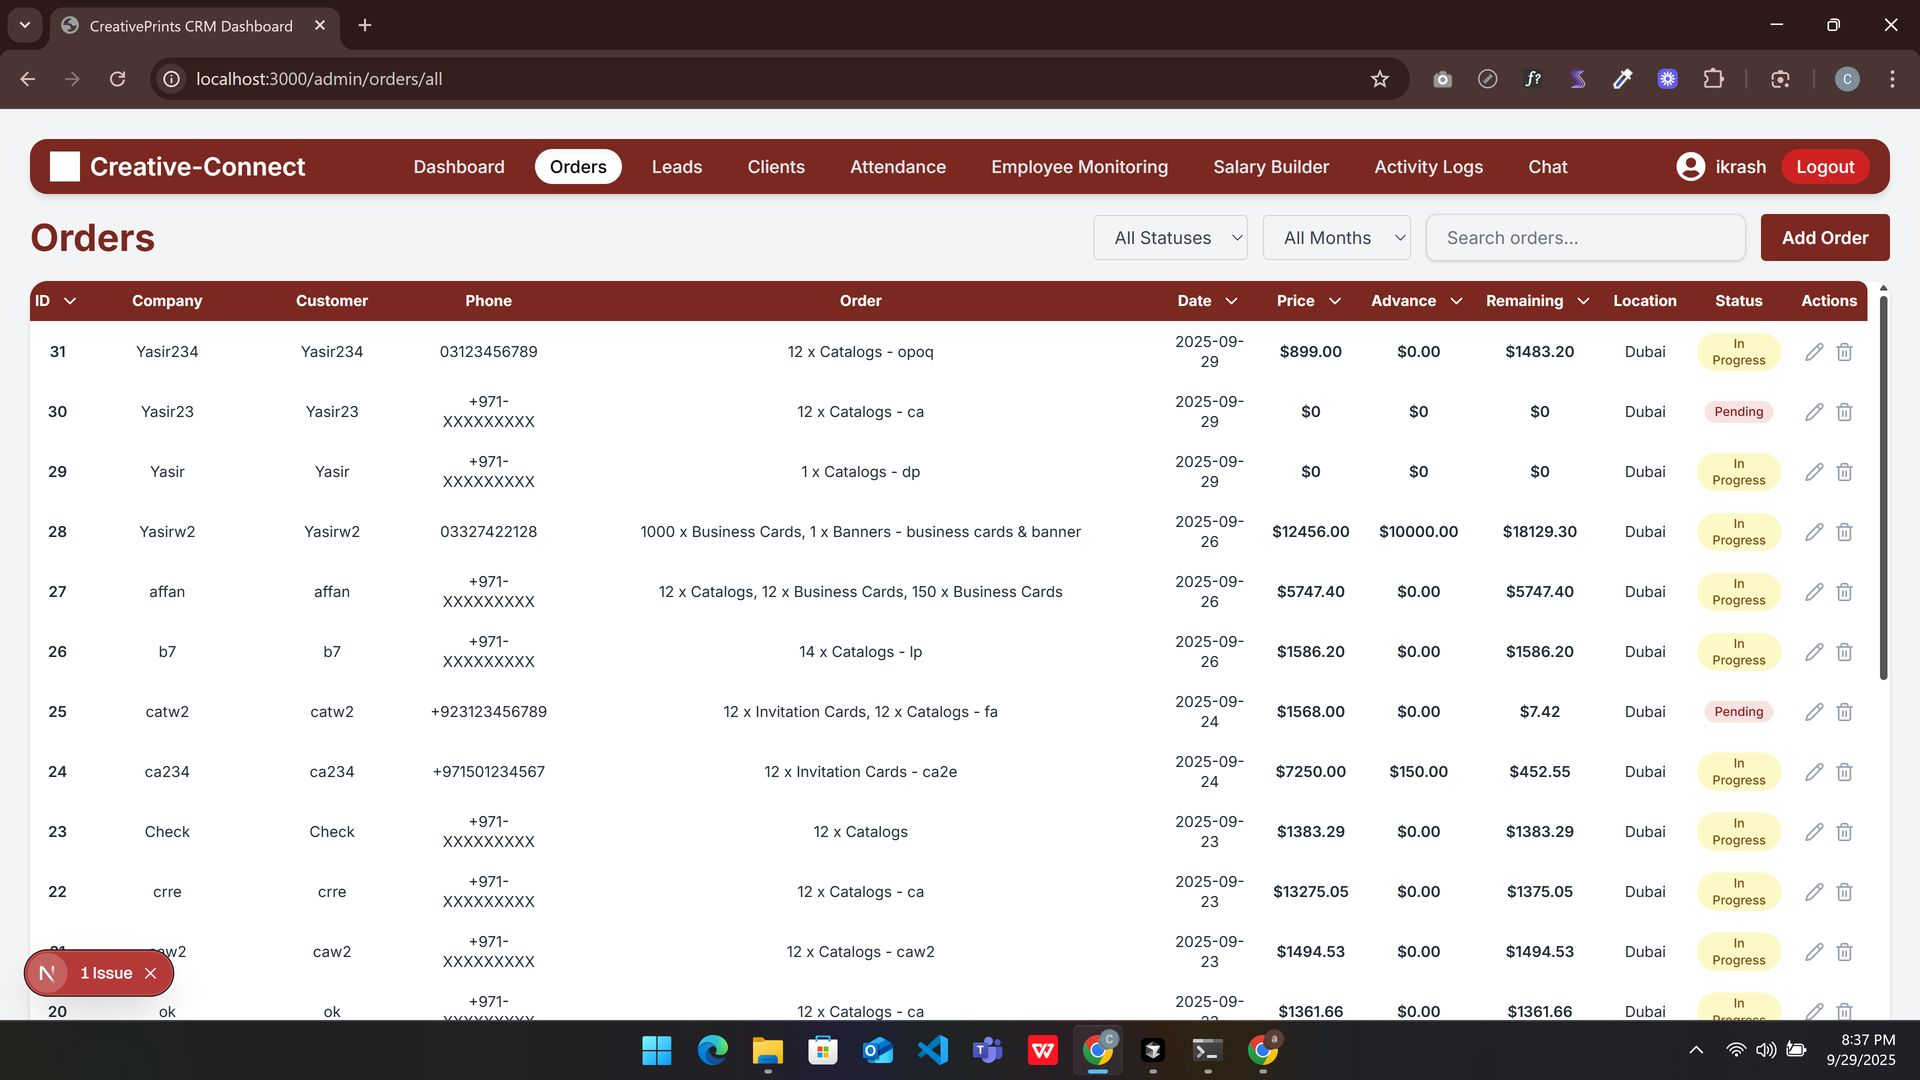 CreativePrints CRM Dashboard
localhost:3000/admin/orders/all
f?
C
Creative-Connect
Dashboard
Orders
Leads
Clients
Attendance
Employee Monitoring
Salary Builder
Activity Logs
Chat
ikrash
Logout
Orders
All Statuses
All Months
Search orders...
Add Order
ID Company Customer Phone Order Date Price Advance Remaining Location Status Actions
31 Yasir234 Yasir234 03123456789 12 x Catalogs - opoq 2025-09-29 $899.00 $0.00 $1483.20 Dubai In Progress
30 Yasir23 Yasir23 +971-XXXXXXXXX 12 x Catalogs - ca 2025-09-29 $0 $0 $0 Dubai Pending
29 Yasir Yasir +971-XXXXXXXXX 1 x Catalogs - dp 2025-09-29 $0 $0 $0 Dubai In Progress
28 Yasirw2 Yasirw2 03327422128 1000 x Business Cards, 1 x Banners - business cards & banner 2025-09-26 $12456.00 $10000.00 $18129.30 Dubai In Progress
27 affan affan +971-XXXXXXXXX 12 x Catalogs, 12 x Business Cards, 150 x Business Cards 2025-09-26 $5747.40 $0.00 $5747.40 Dubai In Progress
26 b7 b7 +971-XXXXXXXXX 14 x Catalogs - lp 2025-09-26 $1586.20 $0.00 $1586.20 Dubai In Progress
25 catw2 catw2 +923123456789 12 x Invitation Cards, 12 x Catalogs - fa 2025-09-24 $1568.00 $0.00 $7.42 Dubai Pending
24 ca234 ca234 +971501234567 12 x Invitation Cards - ca2e 2025-09-24 $7250.00 $150.00 $452.55 Dubai In Progress
23 Check Check +971-XXXXXXXXX 12 x Catalogs 2025-09-23 $1383.29 $0.00 $1383.29 Dubai In Progress
22 crre crre +971-XXXXXXXXX 12 x Catalogs - ca 2025-09-23 $13275.05 $0.00 $1375.05 Dubai In Progress
caw2 +971-XXXXXXXXX 12 x Catalogs - caw2 2025-09-23 $1494.53 $0.00 $1494.53 Dubai In Progress
20 ok ok +971- 12 x Catalogs - ca 2025-09- $1361.66 $0.00 $1361.66 Dubai In
N 1 Issue
8:37 PM
9/29/2025